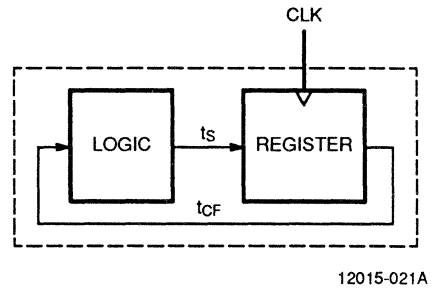 CLK
LOGIC
tS
REGISTER
tCF
12015-021A